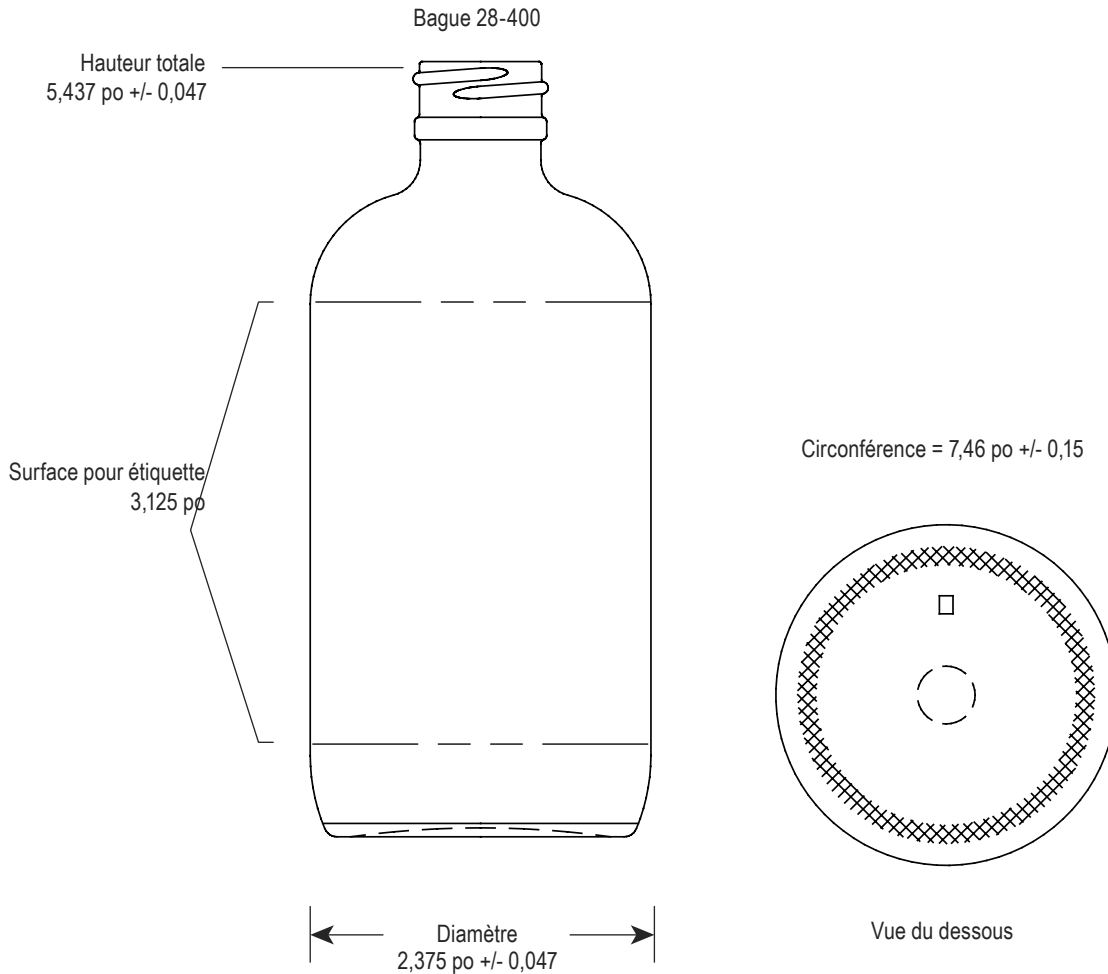 Bague 28-400
Hauteur totale
5,437 po +/- 0,047
Surface pour étiquette
3,125 po
Circonférence = 7,46 po +/- 0,15
Diamètre
2,375 po +/- 0,047
Vue du dessous